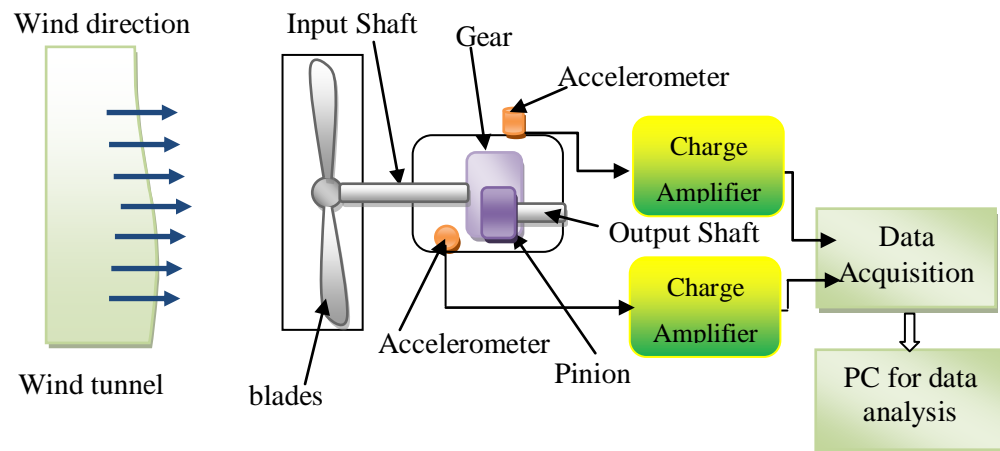 Wind direction
Input Shaft
Gear
Accelerometer
Charge
Amplifier
Output Shaft
Data
Acquisition
Charge
Amplifier
Accelerometer
Pinion
Wind tunnel
blades
PC for data
analysis